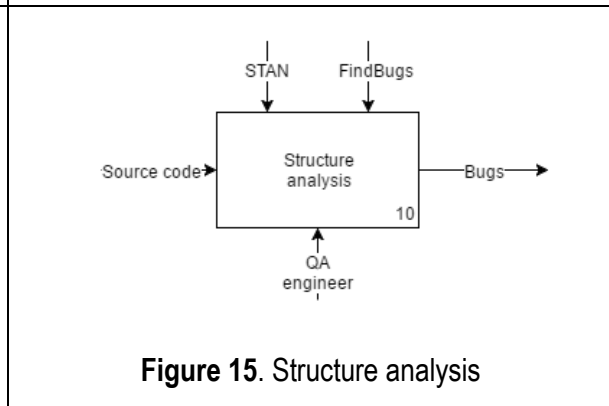 STAN
FindBugs
Source code
Structure
analysis
Bugs
10
QA
engineer
Figure 15. Structure analysis